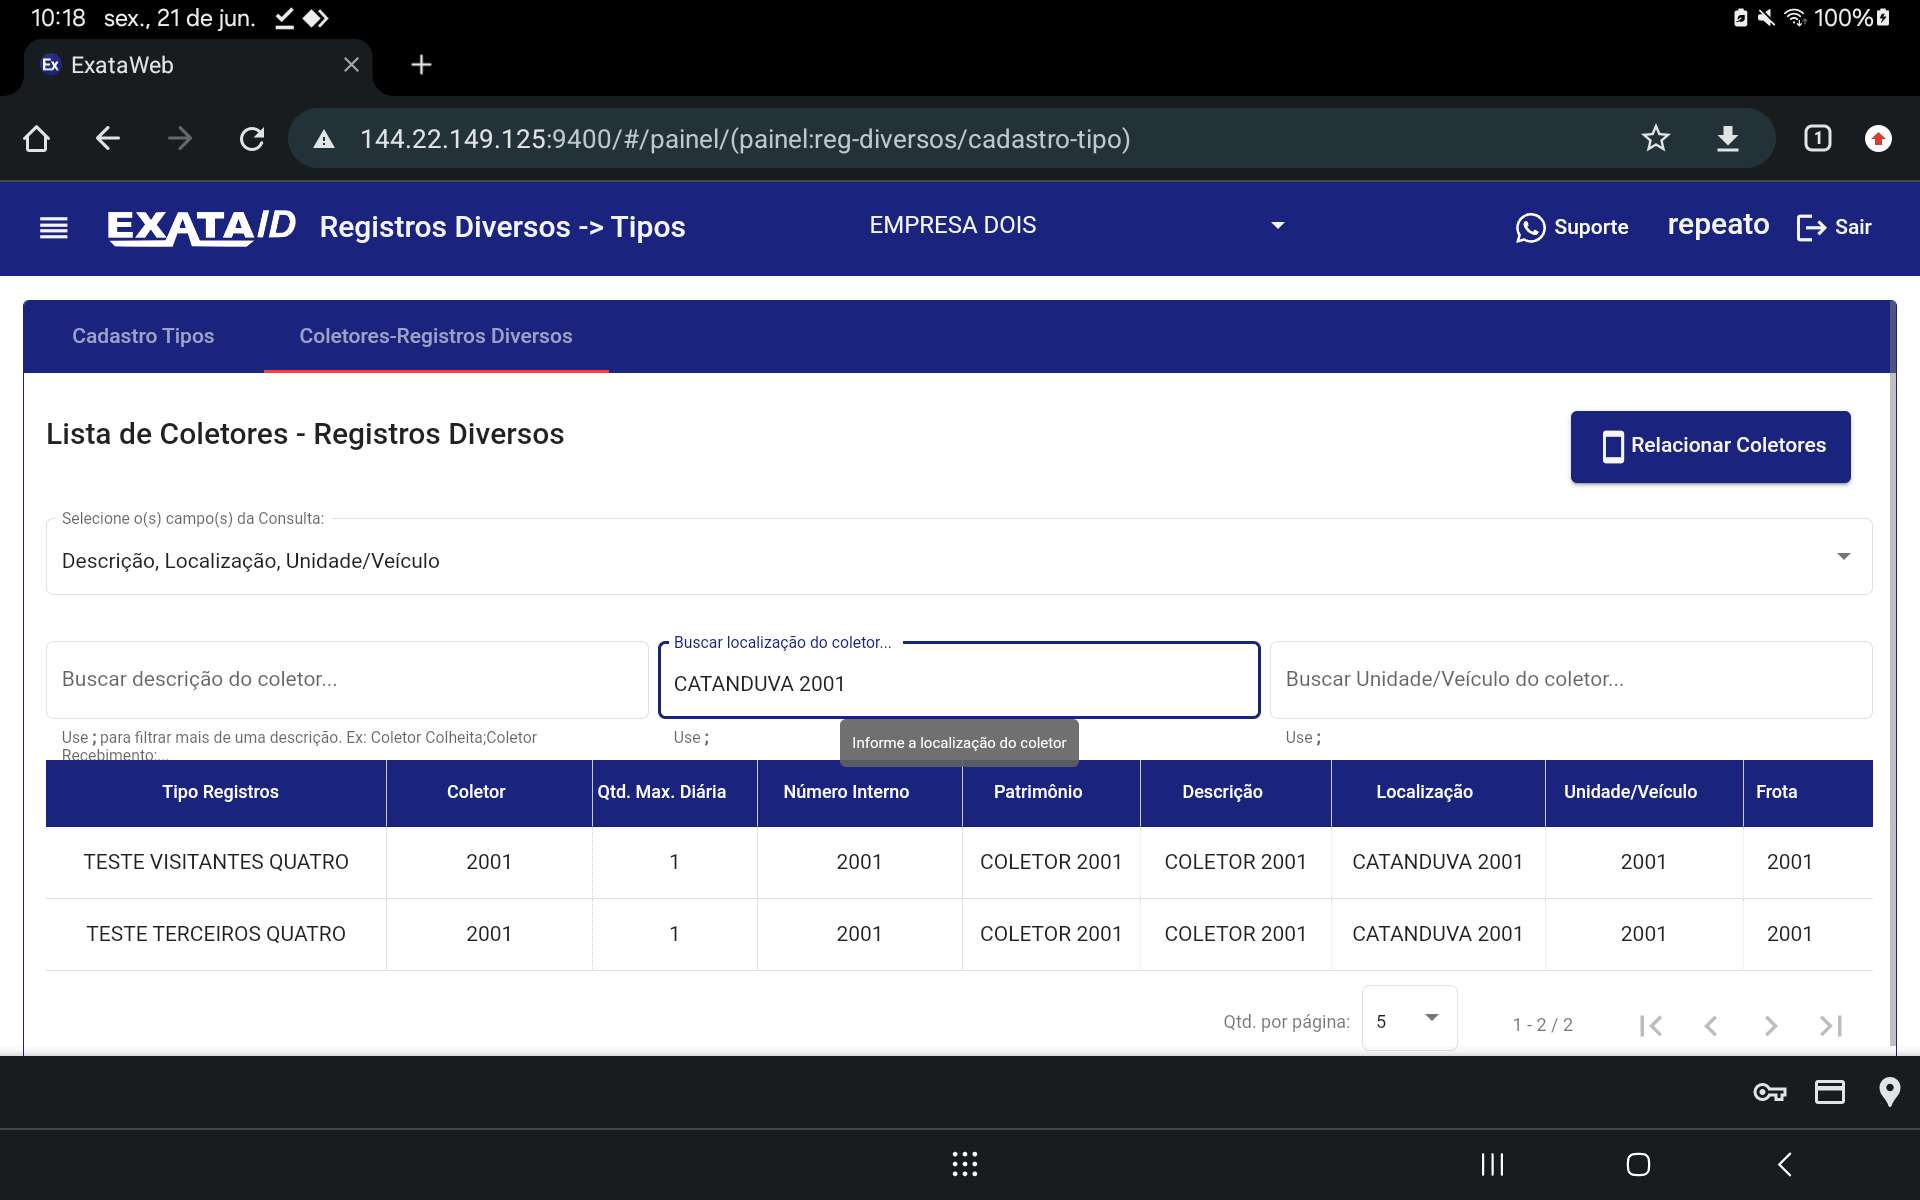 10:18 sex., 21 de jun. 100%
Ex ExataWeb
144.22.149.125:9400/#/painel/(painel:reg-diversos/cadastro-tipo) 1
EXATA/D Registros Diversos -> Tipos EMPRESA DOIS Suporte repeato Sair
Cadastro Tipos Coletores-Registros Diversos
Lista de Coletores - Registros Diversos Relacionar Coletores
Selecione o(s) campo(s) da Consulta:
Descrição, Localização, Unidade/Veículo
Buscar localização do coletor...
Buscar descrição do coletor... CATANDUVA 2001 Buscar Unidade/Veículo do coletor...
Use ; para filtrar mais de uma descrição. Ex: Coletor Colheita;Coletor Use ; Informe a localização do coletor Use ;
Recebimento;...
Tipo Registros Coletor Qtd. Max. Diária Número Interno Patrimônio Descrição Localização Unidade/Veículo Frota
TESTE VISITANTES QUATRO 2001 1 2001 COLETOR 2001 COLETOR 2001 CATANDUVA 2001 2001 2001
TESTE TERCEIROS QUATRO 2001 1 2001 COLETOR 2001 COLETOR 2001 CATANDUVA 2001 2001 2001
Qtd. por página: 5 1 - 2 / 2